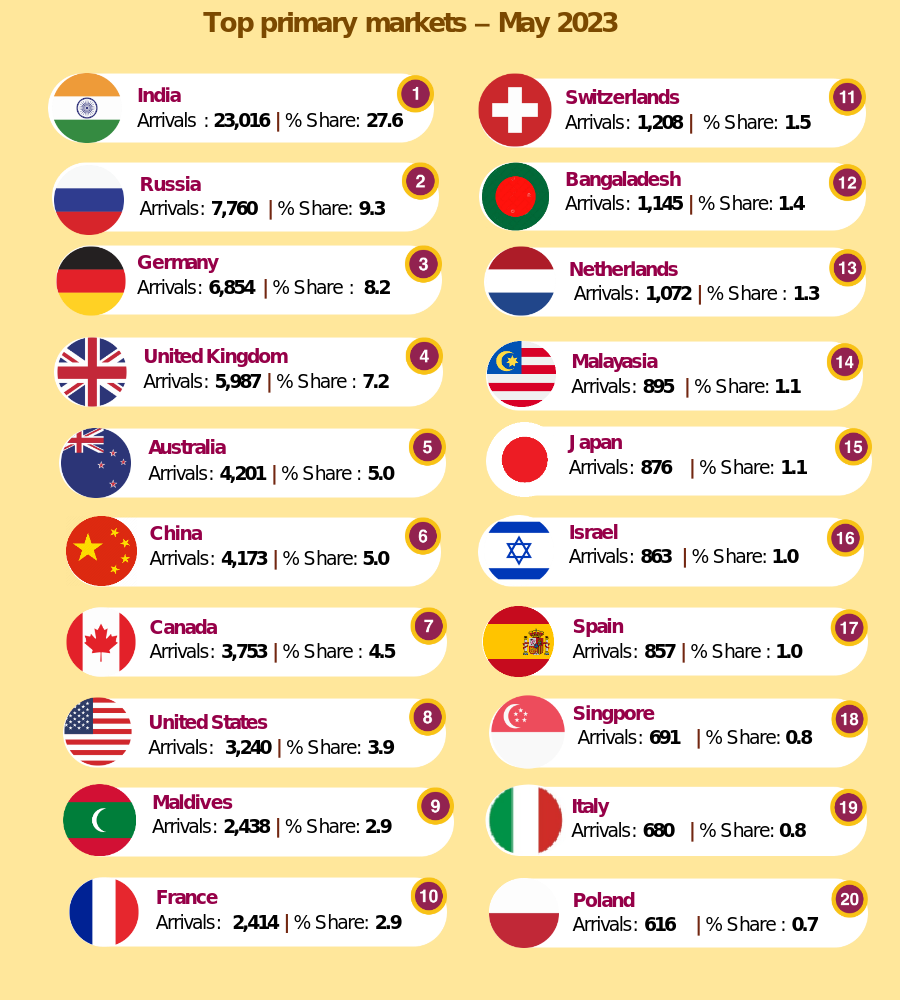 Top primary markets – May 2023
India
1
Arrivals : 23,016 | % Share: 27.6
Russia
2
Arrivals: 7,760 | % Share: 9.3
Germany
3
Arrivals: 6,854 | % Share : 8.2
United Kingdom
4
Arrivals: 5,987 | % Share : 7.2
Australia
5
Arrivals: 4,201 | % Share : 5.0
China
6
Arrivals: 4,173 | % Share: 5.0
Canada
7
Arrivals: 3,753 | % Share : 4.5
United States
8
Arrivals: 3,240 | % Share: 3.9
Maldives
9
Arrivals: 2,438 | % Share: 2.9
France
10
Arrivals: 2,414 | % Share: 2.9
Switzerlands
11
Arrivals: 1,208 | % Share: 1.5
Bangaladesh
12
Arrivals: 1,145 | % Share: 1.4
Netherlands
13
Arrivals: 1,072 | % Share: 1.3
Malayasia
14
Arrivals: 895 | % Share: 1.1
Japan
15
Arrivals: 876 | % Share: 1.1
Israel
16
Arrivals: 863 | % Share: 1.0
Spain
17
Arrivals: 857 | % Share : 1.0
Singpore
18
Arrivals: 691 | % Share: 0.8
Italy
19
Arrivals: 680 | % Share: 0.8
Poland
20
Arrivals: 616 | % Share : 0.7